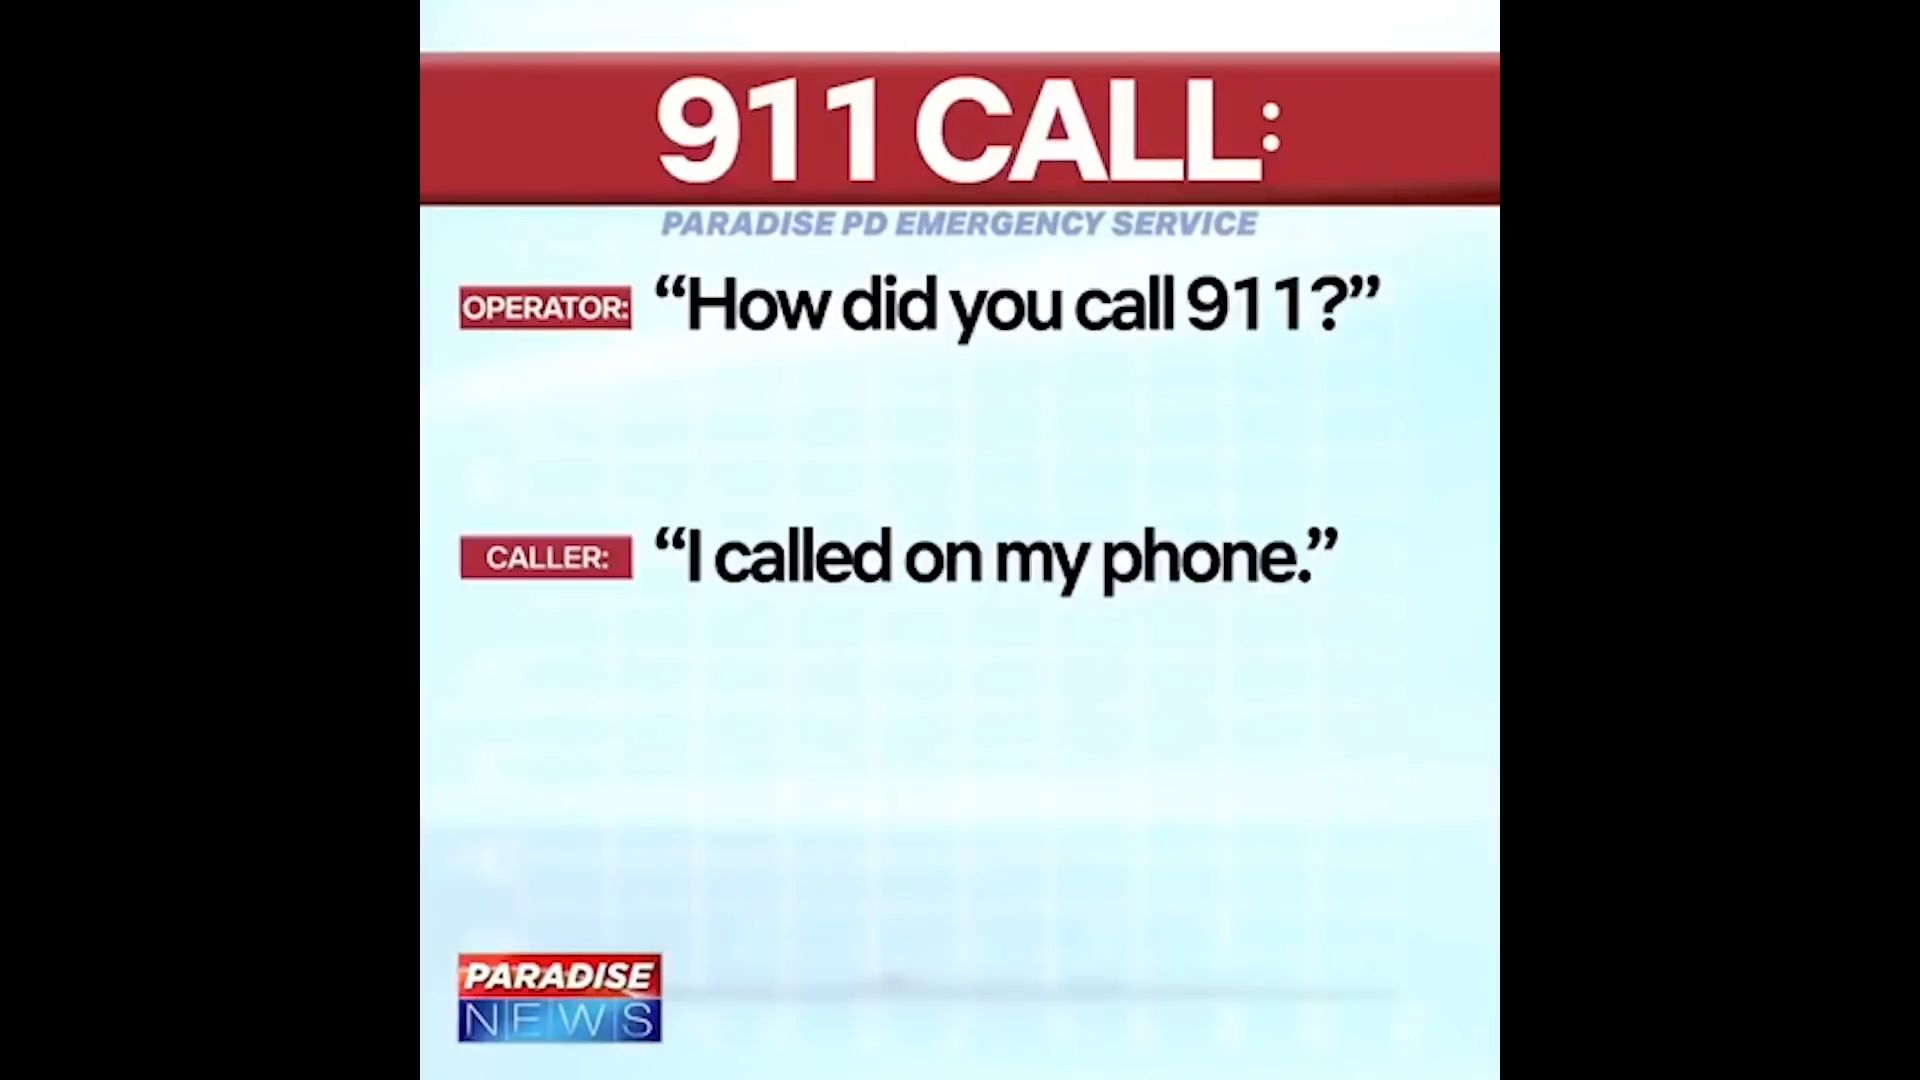 911 CALL:
PARADISE PD EMERGENCY SERVICE
OPERATOR: “How did you call 911?”
CALLER: “I called on my phone.”
PARADISE
NEWS